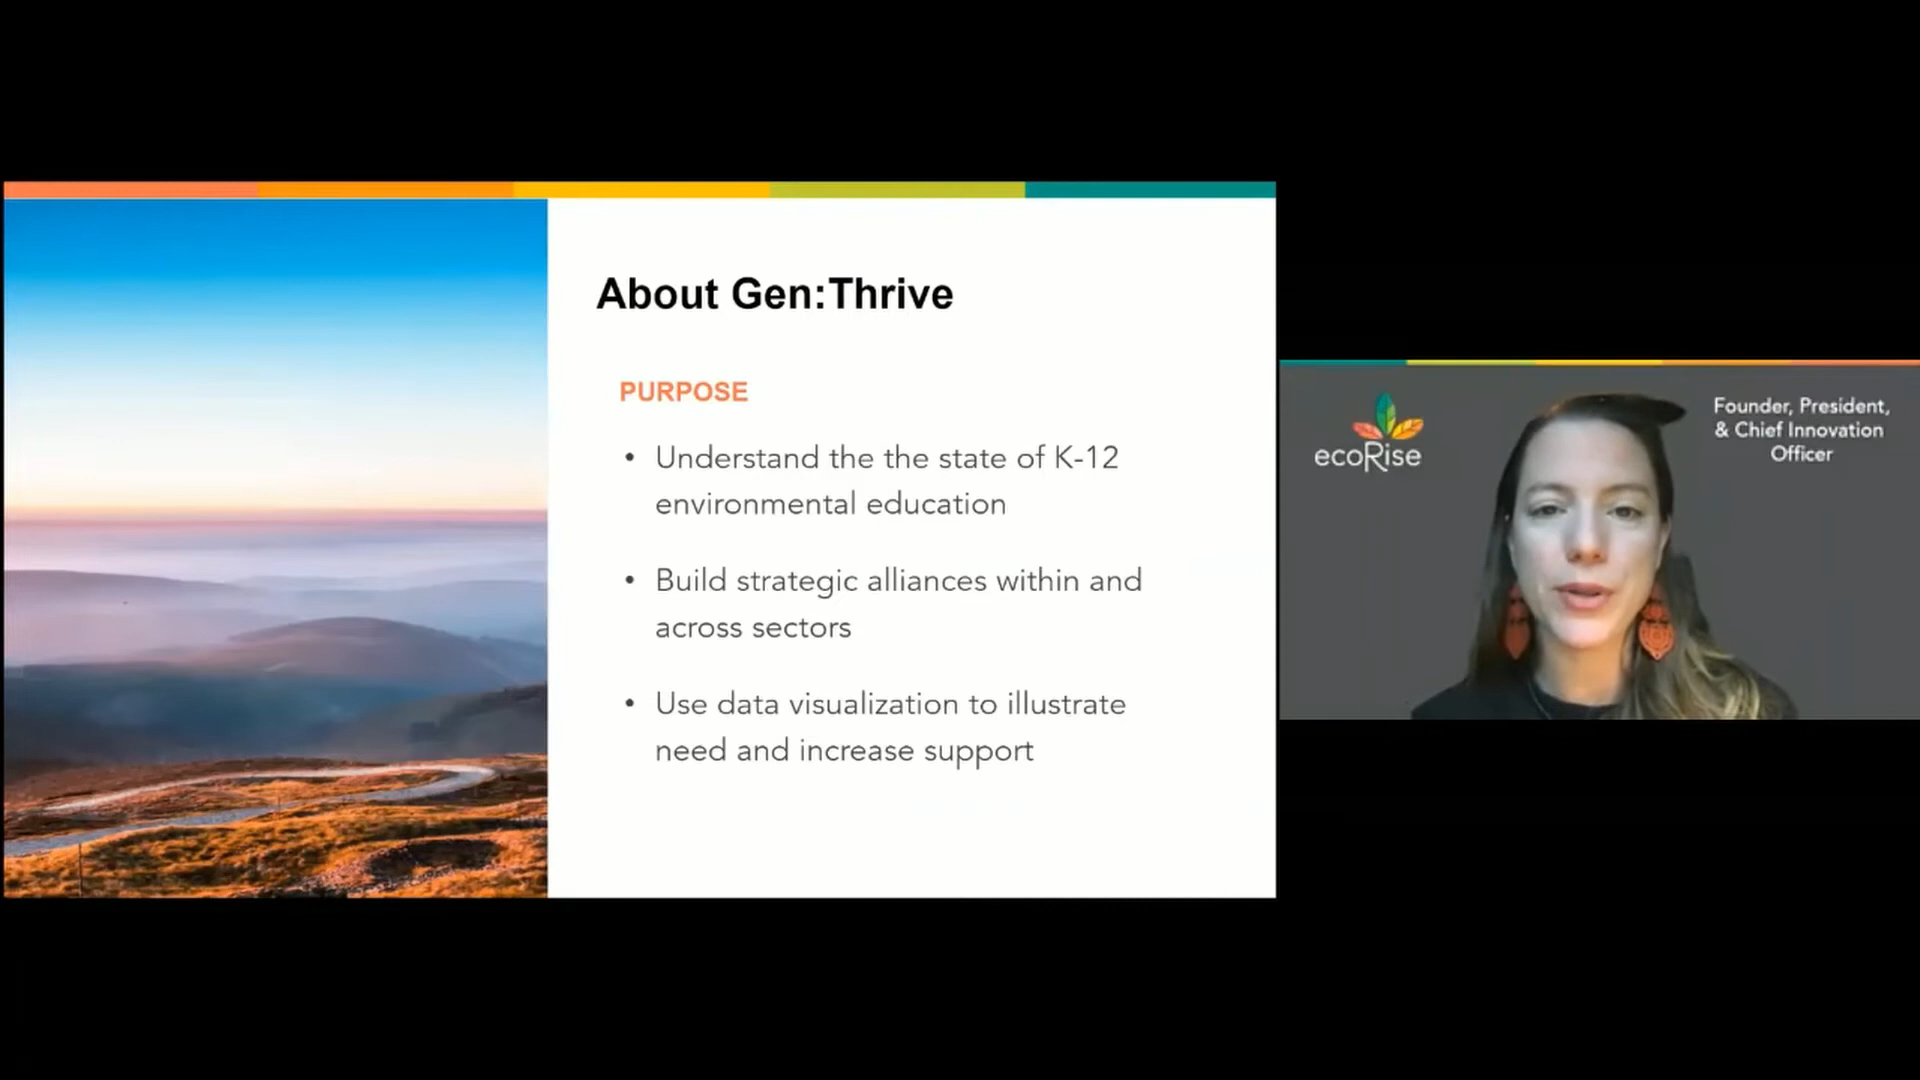 About Gen:Thrive
PURPOSE
• Understand the the state of K-12
environmental education
• Build strategic alliances within and
across sectors
• Use data visualization to illustrate
need and increase support
ecoRise
Founder, President,
& Chief Innovation
Officer